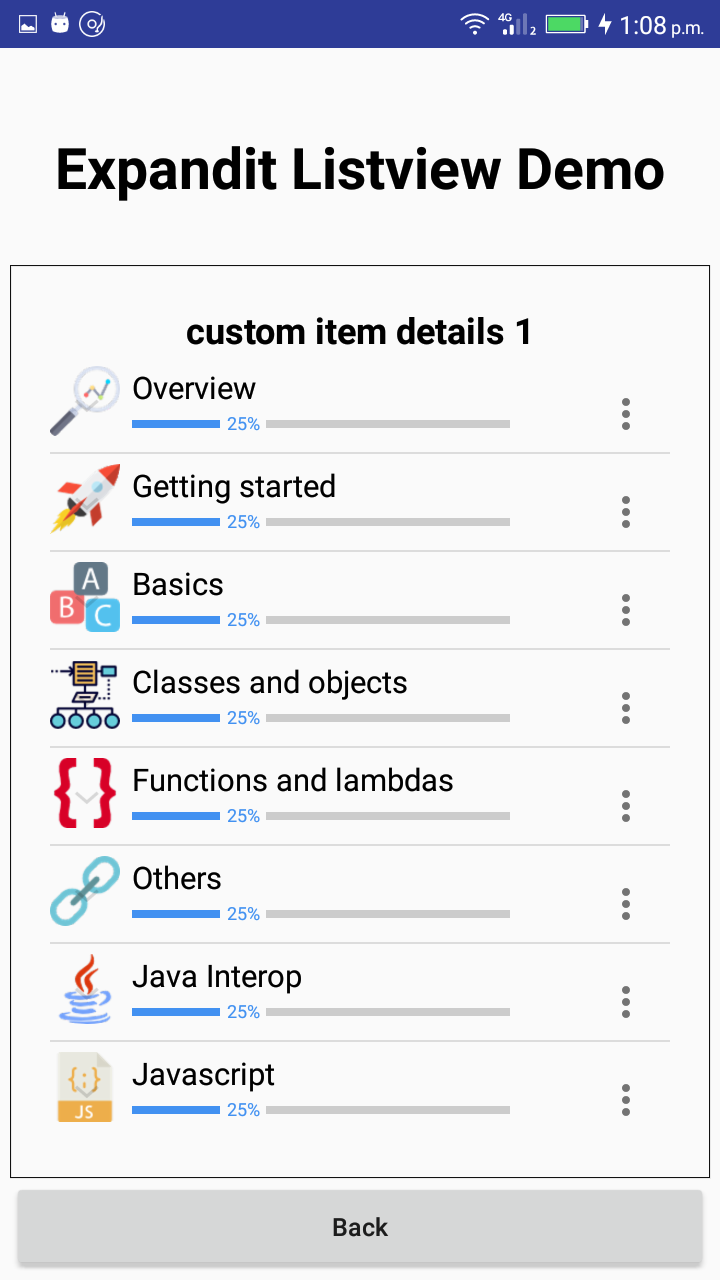 4G 2 1:08 p.m.
Expandit Listview Demo
custom item details 1
Overview
25%
Getting started
25%
A
B C
Basics
25%
Classes and objects
25%
Functions and lambdas
25%
Others
25%
Java Interop
25%
Javascript
{;}
JS
25%
Back